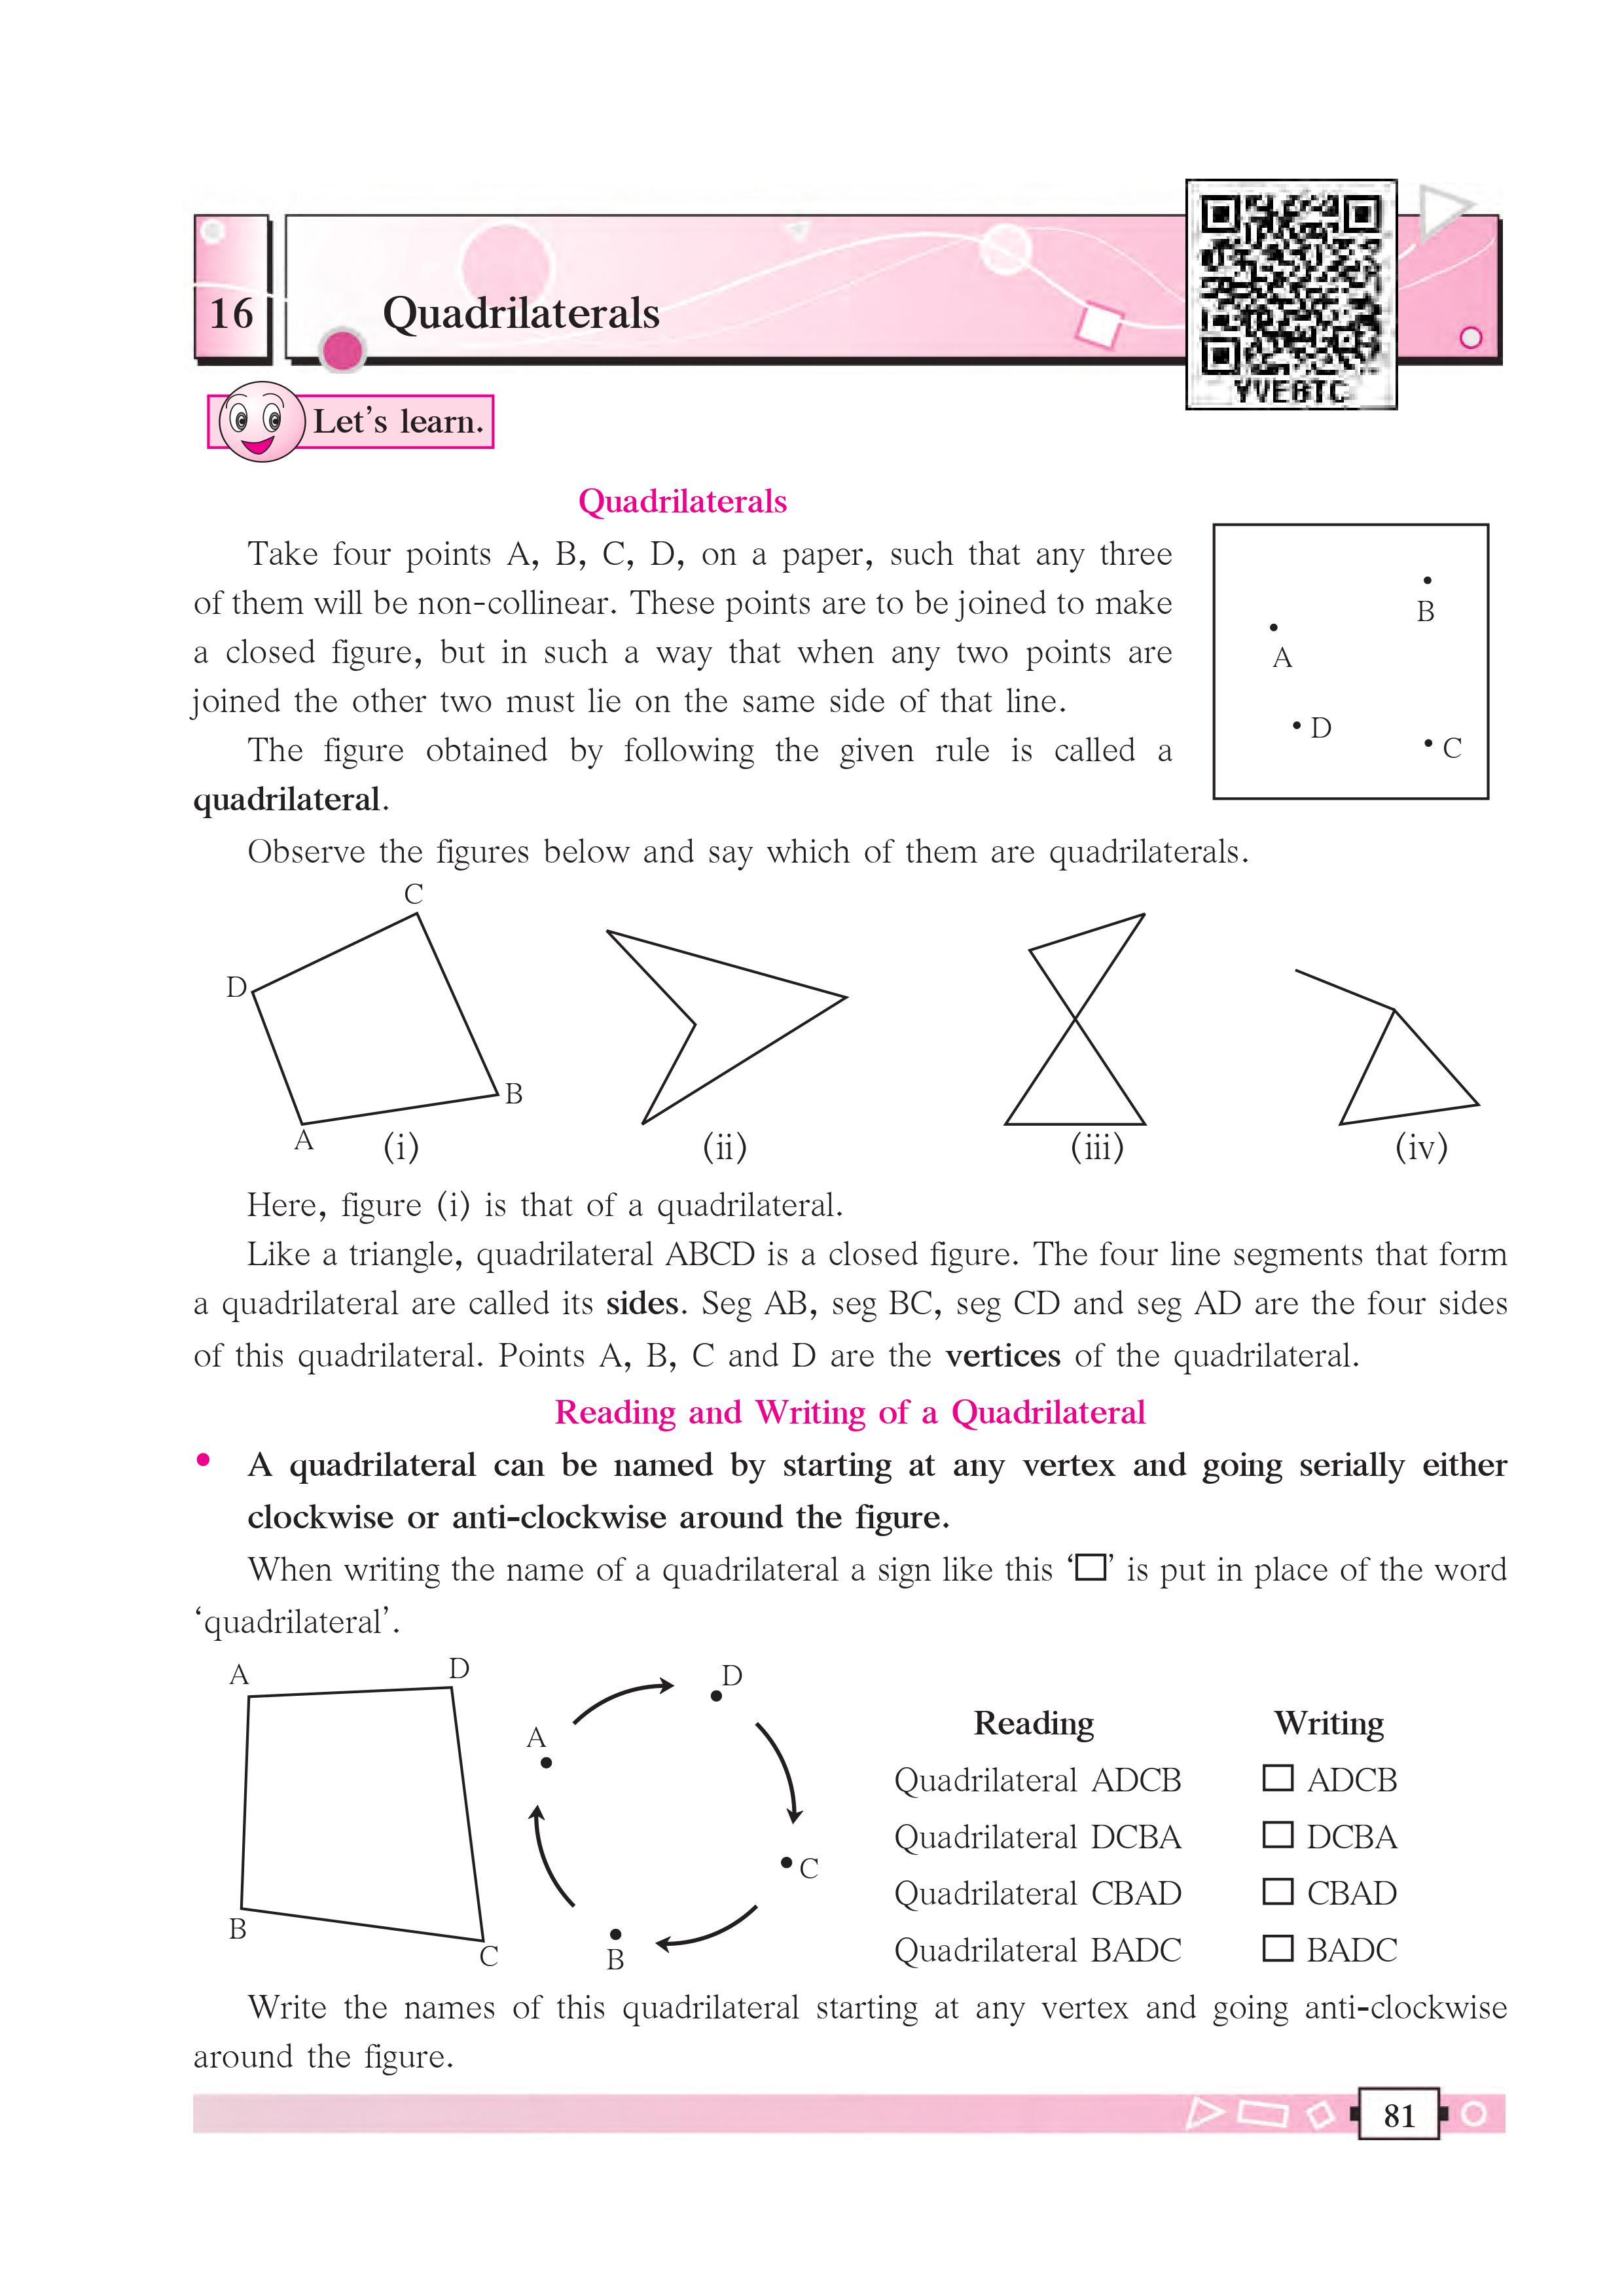 16
Quadrilaterals
YVE8TC
Let's learn.
Quadrilaterals
Take four points A, B, C, D, on a paper, such that any three
of them will be non-collinear. These points are to be joined to make
a closed figure, but in such a way that when any two points are
joined the other two must lie on the same side of that line.
The figure obtained by following the given rule is called a
quadrilateral.
B
A
D
C
Observe the figures below and say which of them are quadrilaterals.
C
D
B
A
(i)
(ii)
(iii)
(iv)
Here, figure (i) is that of a quadrilateral.
Like a triangle, quadrilateral ABCD is a closed figure. The four line segments that form
a quadrilateral are called its sides. Seg AB, seg BC, seg CD and seg AD are the four sides
of this quadrilateral. Points A, B, C and D are the vertices of the quadrilateral.
Reading and Writing of a Quadrilateral
• A quadrilateral can be named by starting at any vertex and going serially either
clockwise or anti-clockwise around the figure.
When writing the name of a quadrilateral a sign like this ‘□’ is put in place of the word
‘quadrilateral’.
A
D
B
C
D
A
C
B
Reading Writing
Quadrilateral ADCB □ ADCB
Quadrilateral DCBA □ DCBA
Quadrilateral CBAD □ CBAD
Quadrilateral BADC □ BADC
Write the names of this quadrilateral starting at any vertex and going anti-clockwise
around the figure.
81